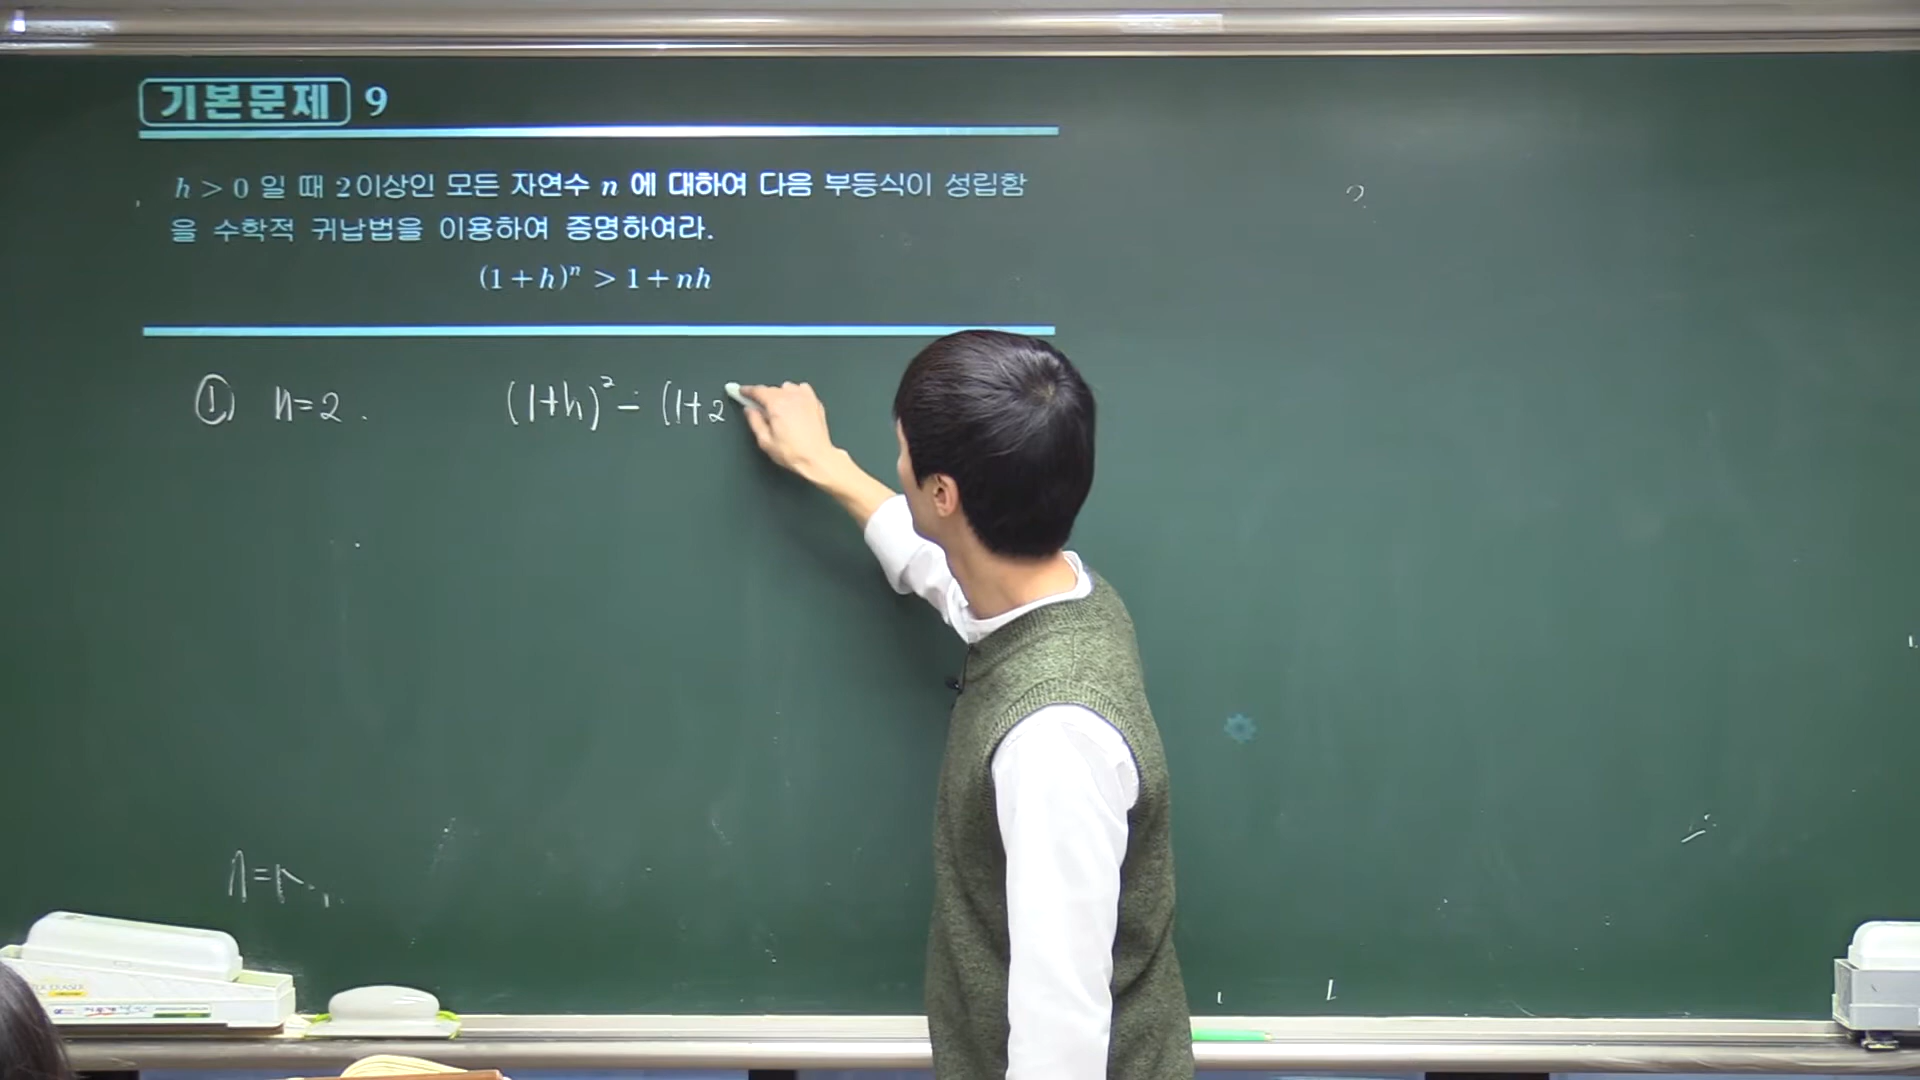 기본문제 9
h > 0 일 때 2 이상인 모든 자연수 n 에 대하여 다음 부등식이 성립함
을 수학적 귀납법을 이용하여 증명하여라.
(1+h)ⁿ > 1+nh
① n=2. (1+h)² - (1+2